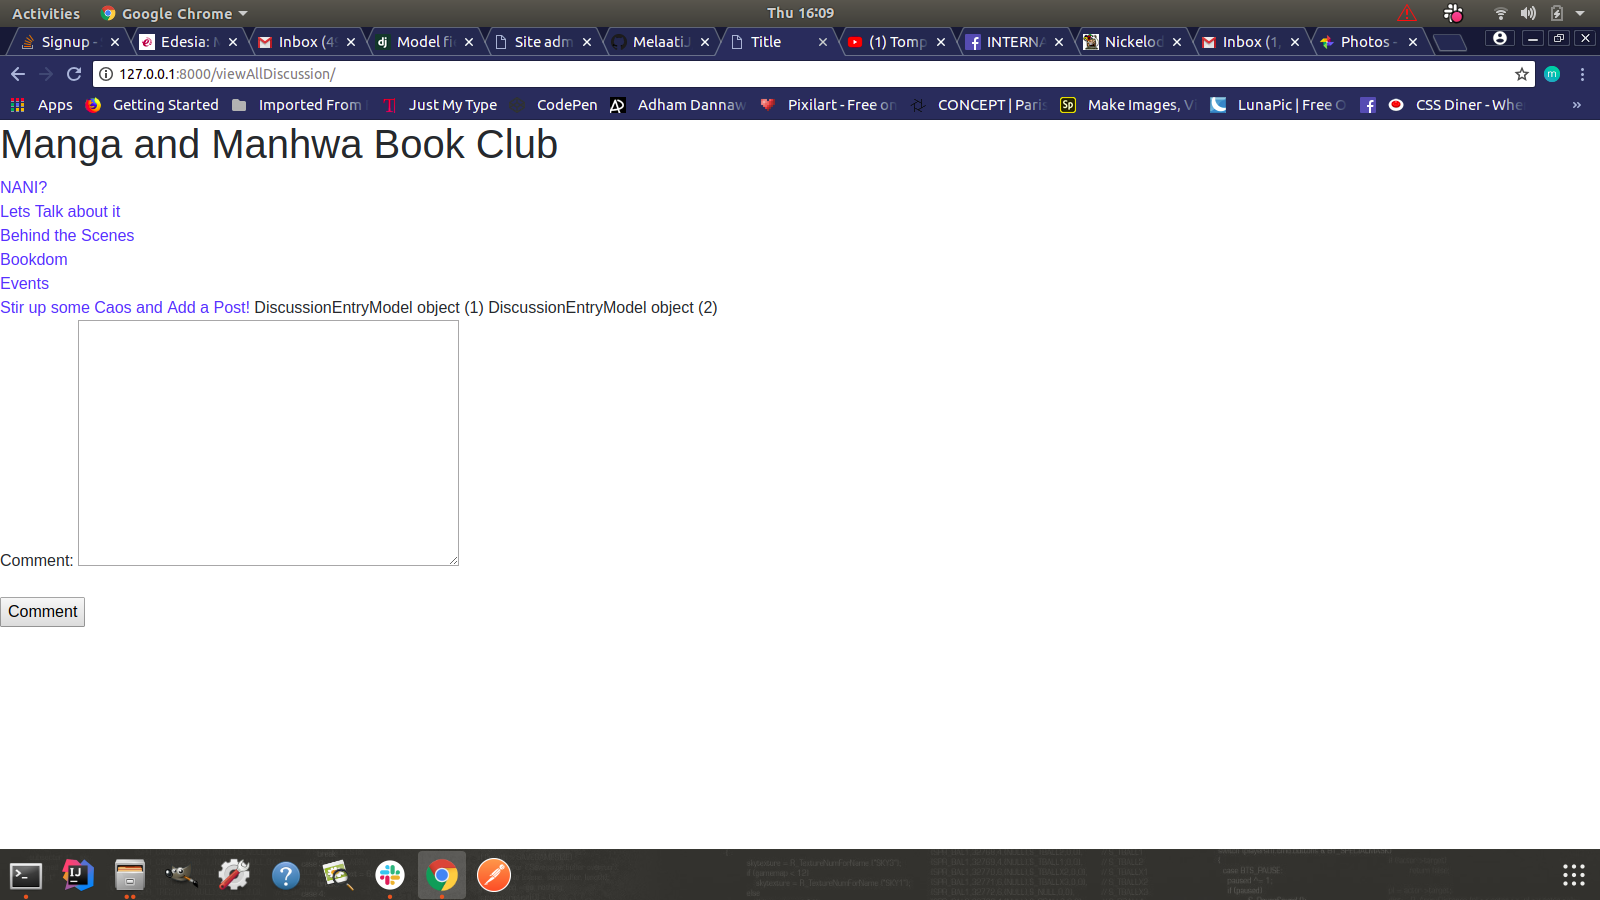 Activities Google Chrome Thu 16:09
Signup - Edesia: M Inbox (49 Model fi Site adm MelaatiJ Title (1) Tomp INTERNA Nickelod Inbox (1, Photos -
127.0.0.1:8000/viewAllDiscussion/ m
Apps Getting Started Imported From Just My Type CodePen Adham Dannaw Pixilart - Free on CONCEPT | Paris Sp Make Images, Vi LunaPic | Free O CSS Diner - Whe »
Manga and Manhwa Book Club
NANI?
Lets Talk about it
Behind the Scenes
Bookdom
Events
Stir up some Caos and Add a Post! DiscussionEntryModel object (1) DiscussionEntryModel object (2)
Comment:
Comment